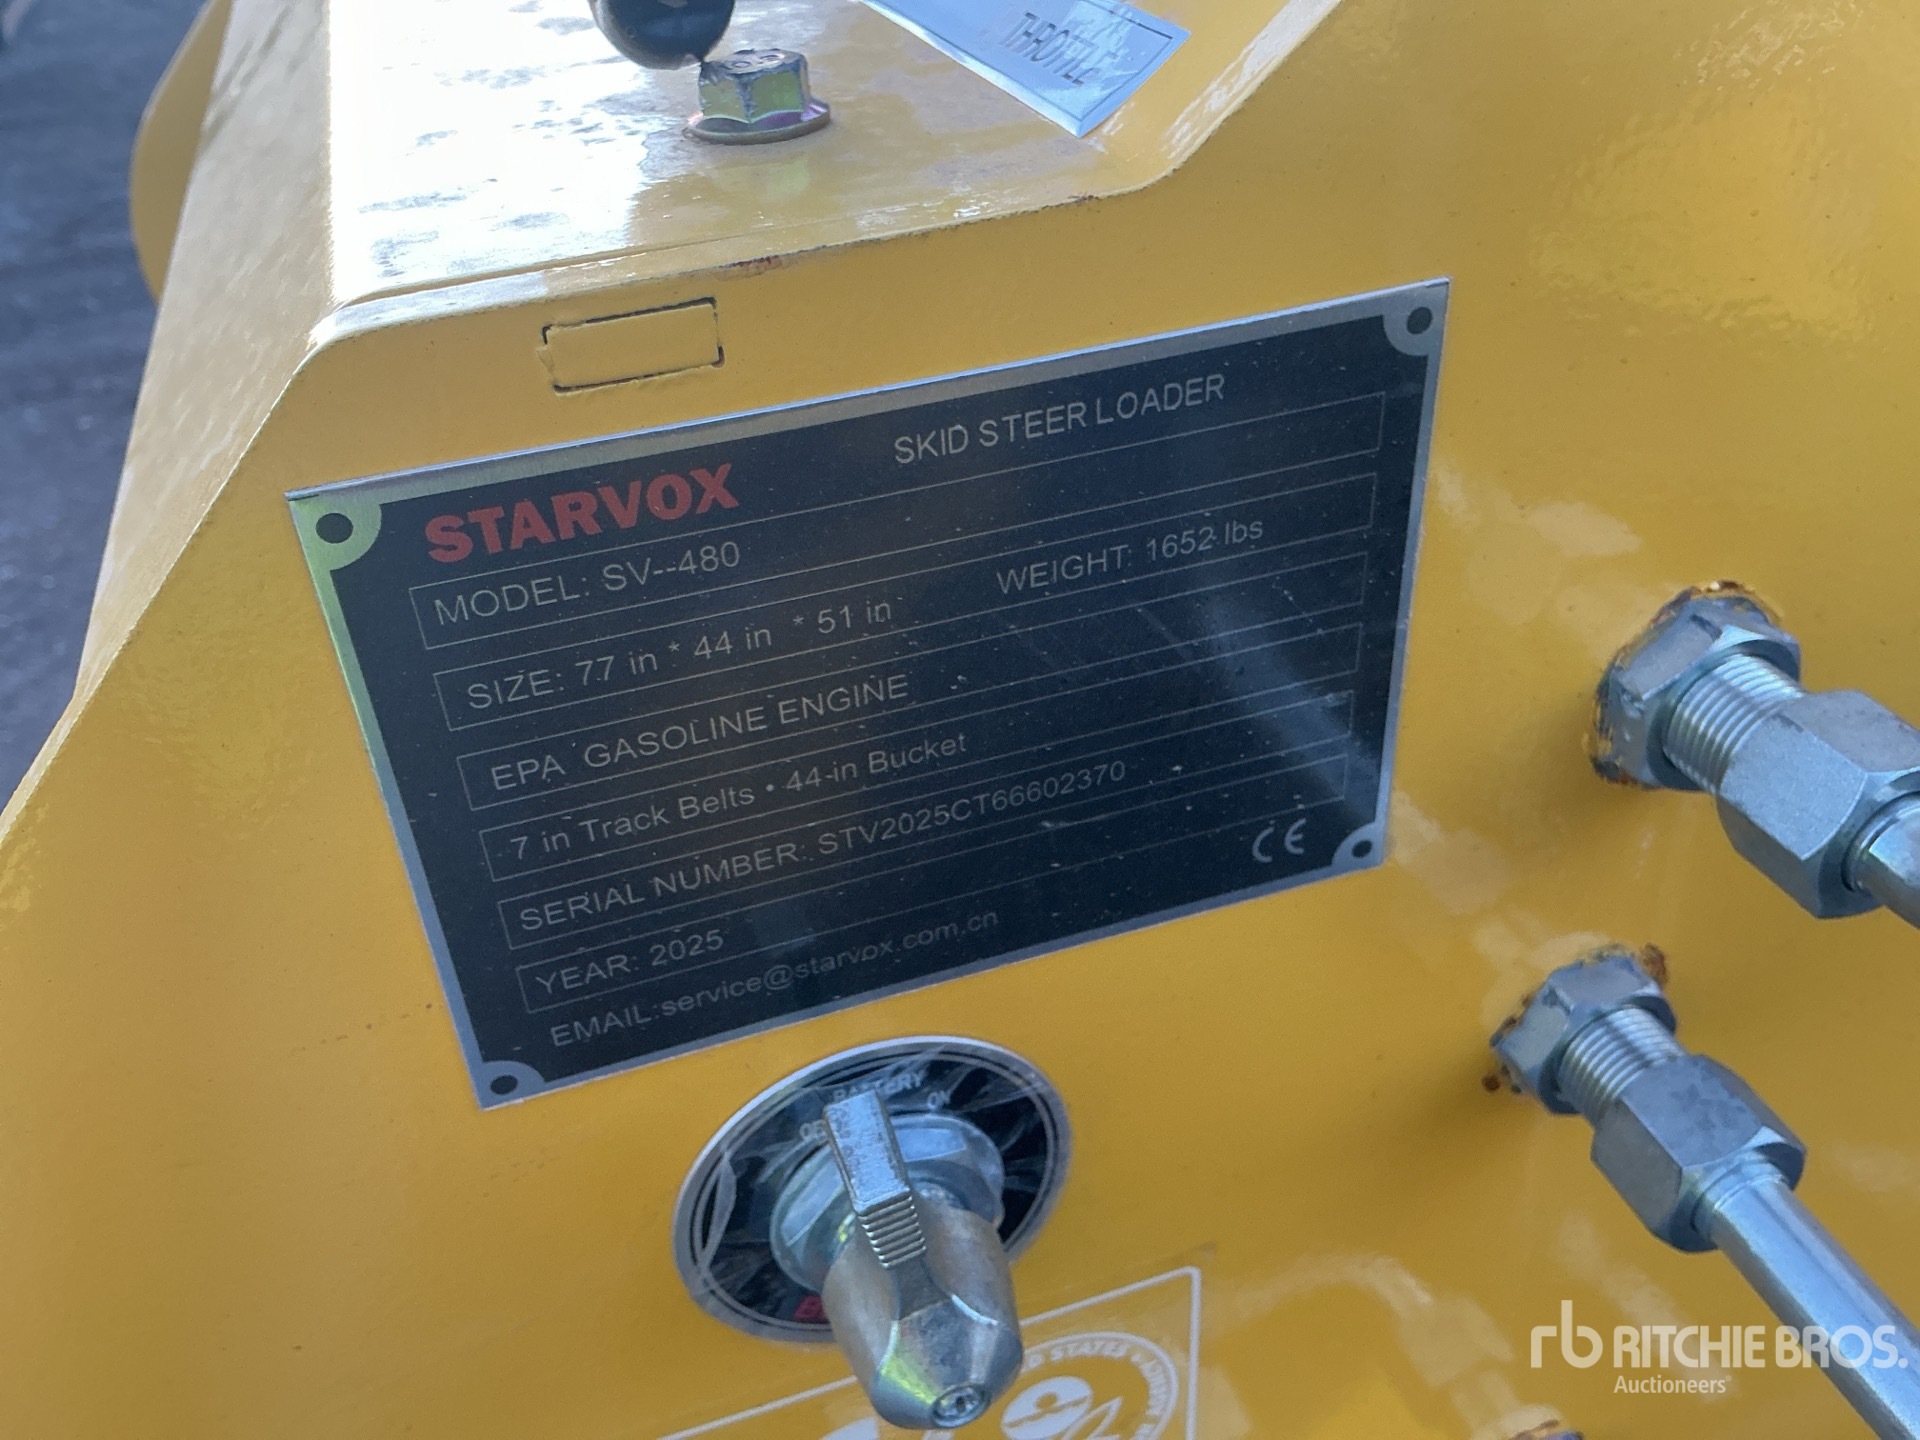 THROTTLE
SKID STEER LOADER
STARVOX
MODEL: SV--480
SIZE: 77 in * 44 in * 51 in WEIGHT: 1652 lbs
EPA GASOLINE ENGINE
7 in Track Belts • 44-in Bucket
SERIAL NUMBER: STV2025CT66602370
YEAR: 2025
CE
EMAIL:service@starvox.com.cn
BATTERY
ON
STATES
rb RITCHIE BROS.
Auctioneers